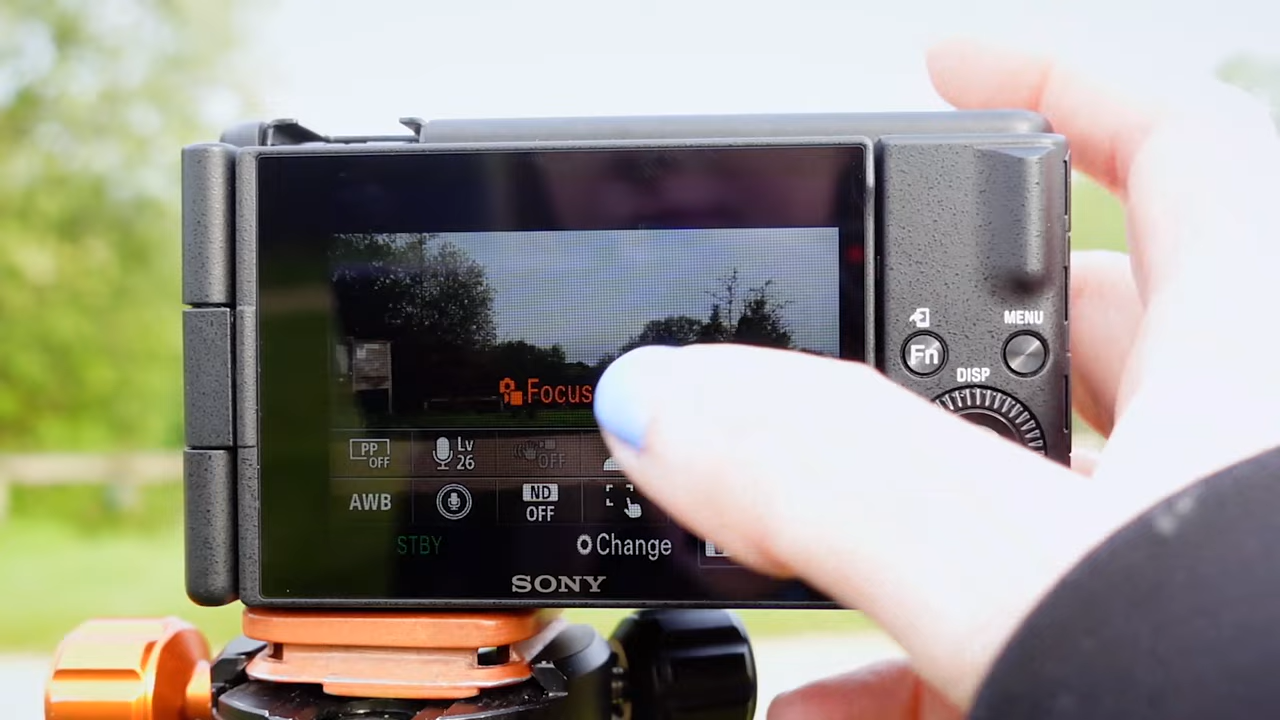 MENU
Fn
DISP
Focus
PP OFF
Lv 26
OFF
AWB
ND OFF
STBY
Change
SONY